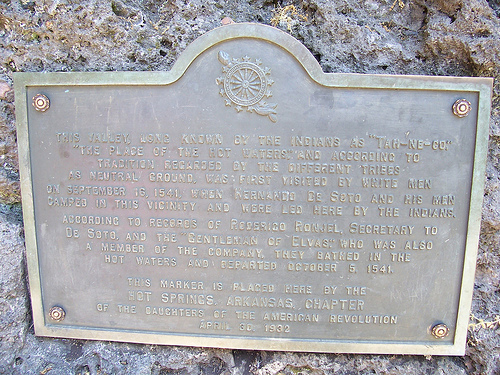 THIS VALLEY, LONG KNOWN BY THE INDIANS AS "TAH-NE-CO"
"THE PLACE OF THE HOT WATERS" AND ACCORDING TO
TRADITION REGARDED BY THE DIFFERENT TRIBES
AS NEUTRAL GROUND, WAS FIRST VISITED BY WHITE MEN
ON SEPTEMBER 16, 1541, WHEN HERNANDO DE SOTO AND HIS MEN
CAMPED IN THIS VICINITY AND WERE LED HERE BY THE INDIANS.
ACCORDING TO RECORDS OF RODERIGO RONJEL, SECRETARY TO
DE SOTO, AND THE GENTLEMAN OF ELVAS, WHO WAS ALSO
A MEMBER OF THE COMPANY, THEY BATHED IN THE
HOT WATERS AND DEPARTED OCTOBER 5, 1541.
THIS MARKER IS PLACED HERE BY THE
HOT SPRINGS, ARKANSAS, CHAPTER
OF THE DAUGHTERS OF THE AMERICAN REVOLUTION
APRIL 30, 1932